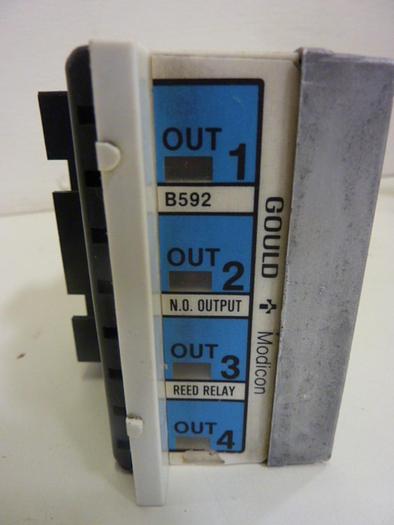 OUT 1
B592
OUT 2
N.O. OUTPUT
OUT 3
REED RELAY
OUT 4
GOULD
Modicon